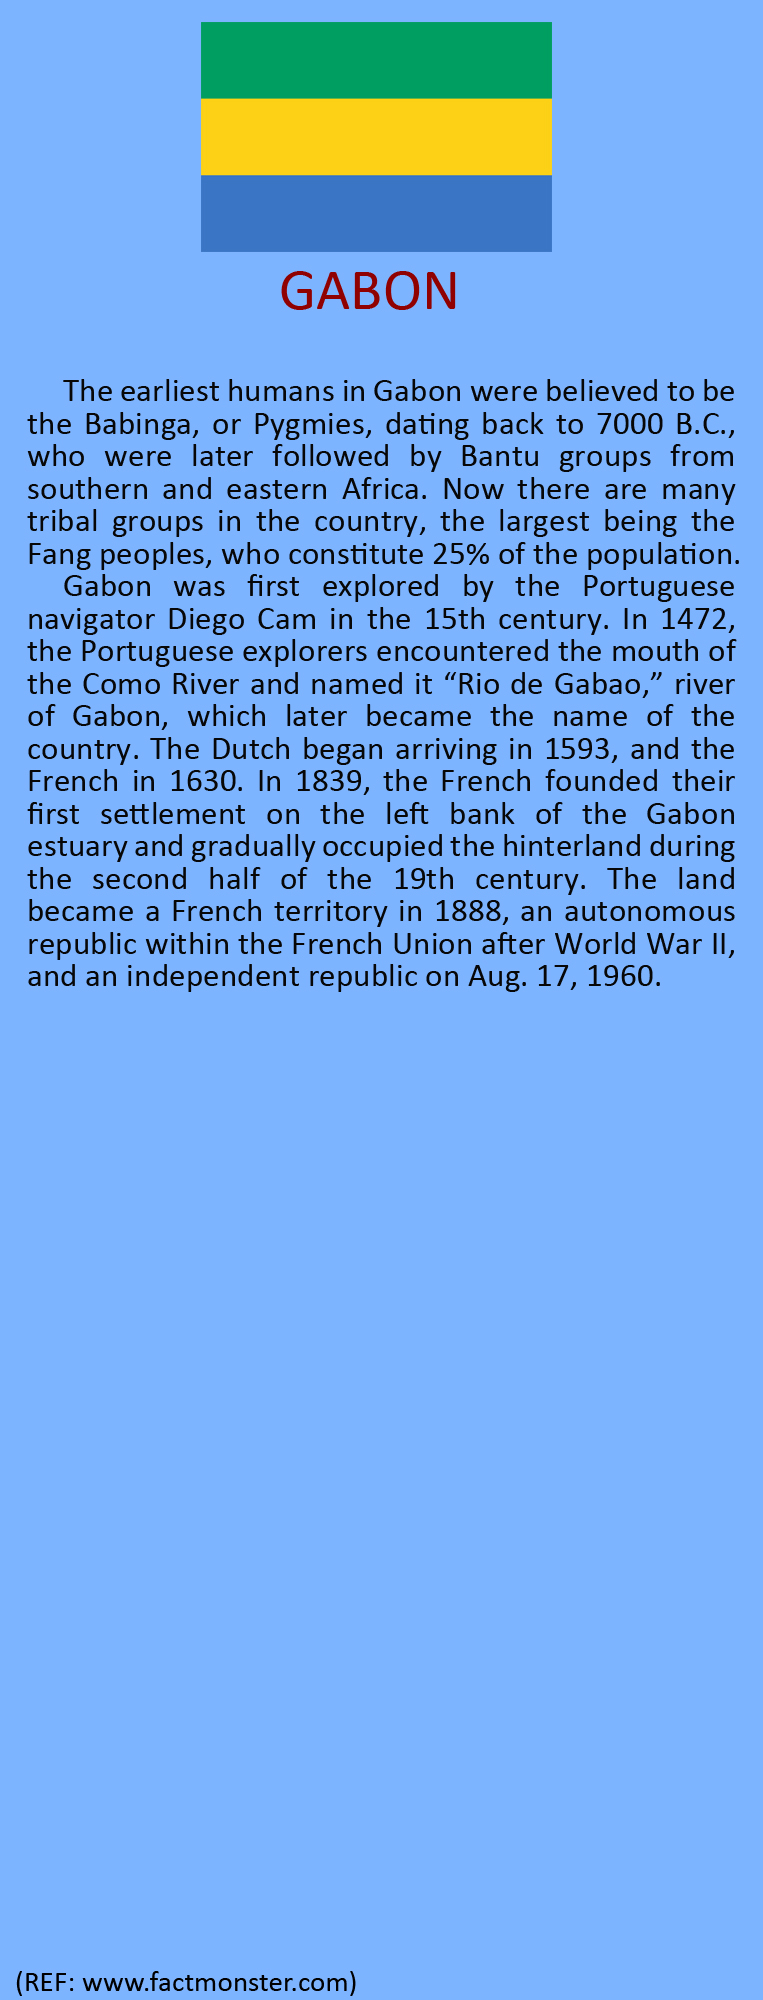 GABON
The earliest humans in Gabon were believed to be
the Babinga, or Pygmies, dating back to 7000 B.C.,
who were later followed by Bantu groups from
southern and eastern Africa. Now there are many
tribal groups in the country, the largest being the
Fang peoples, who constitute 25% of the population.
Gabon was first explored by the Portuguese
navigator Diego Cam in the 15th century. In 1472,
the Portuguese explorers encountered the mouth of
the Como River and named it “Rio de Gabao,” river
of Gabon, which later became the name of the
country. The Dutch began arriving in 1593, and the
French in 1630. In 1839, the French founded their
first settlement on the left bank of the Gabon
estuary and gradually occupied the hinterland during
the second half of the 19th century. The land
became a French territory in 1888, an autonomous
republic within the French Union after World War II,
and an independent republic on Aug. 17, 1960.
(REF: www.factmonster.com)